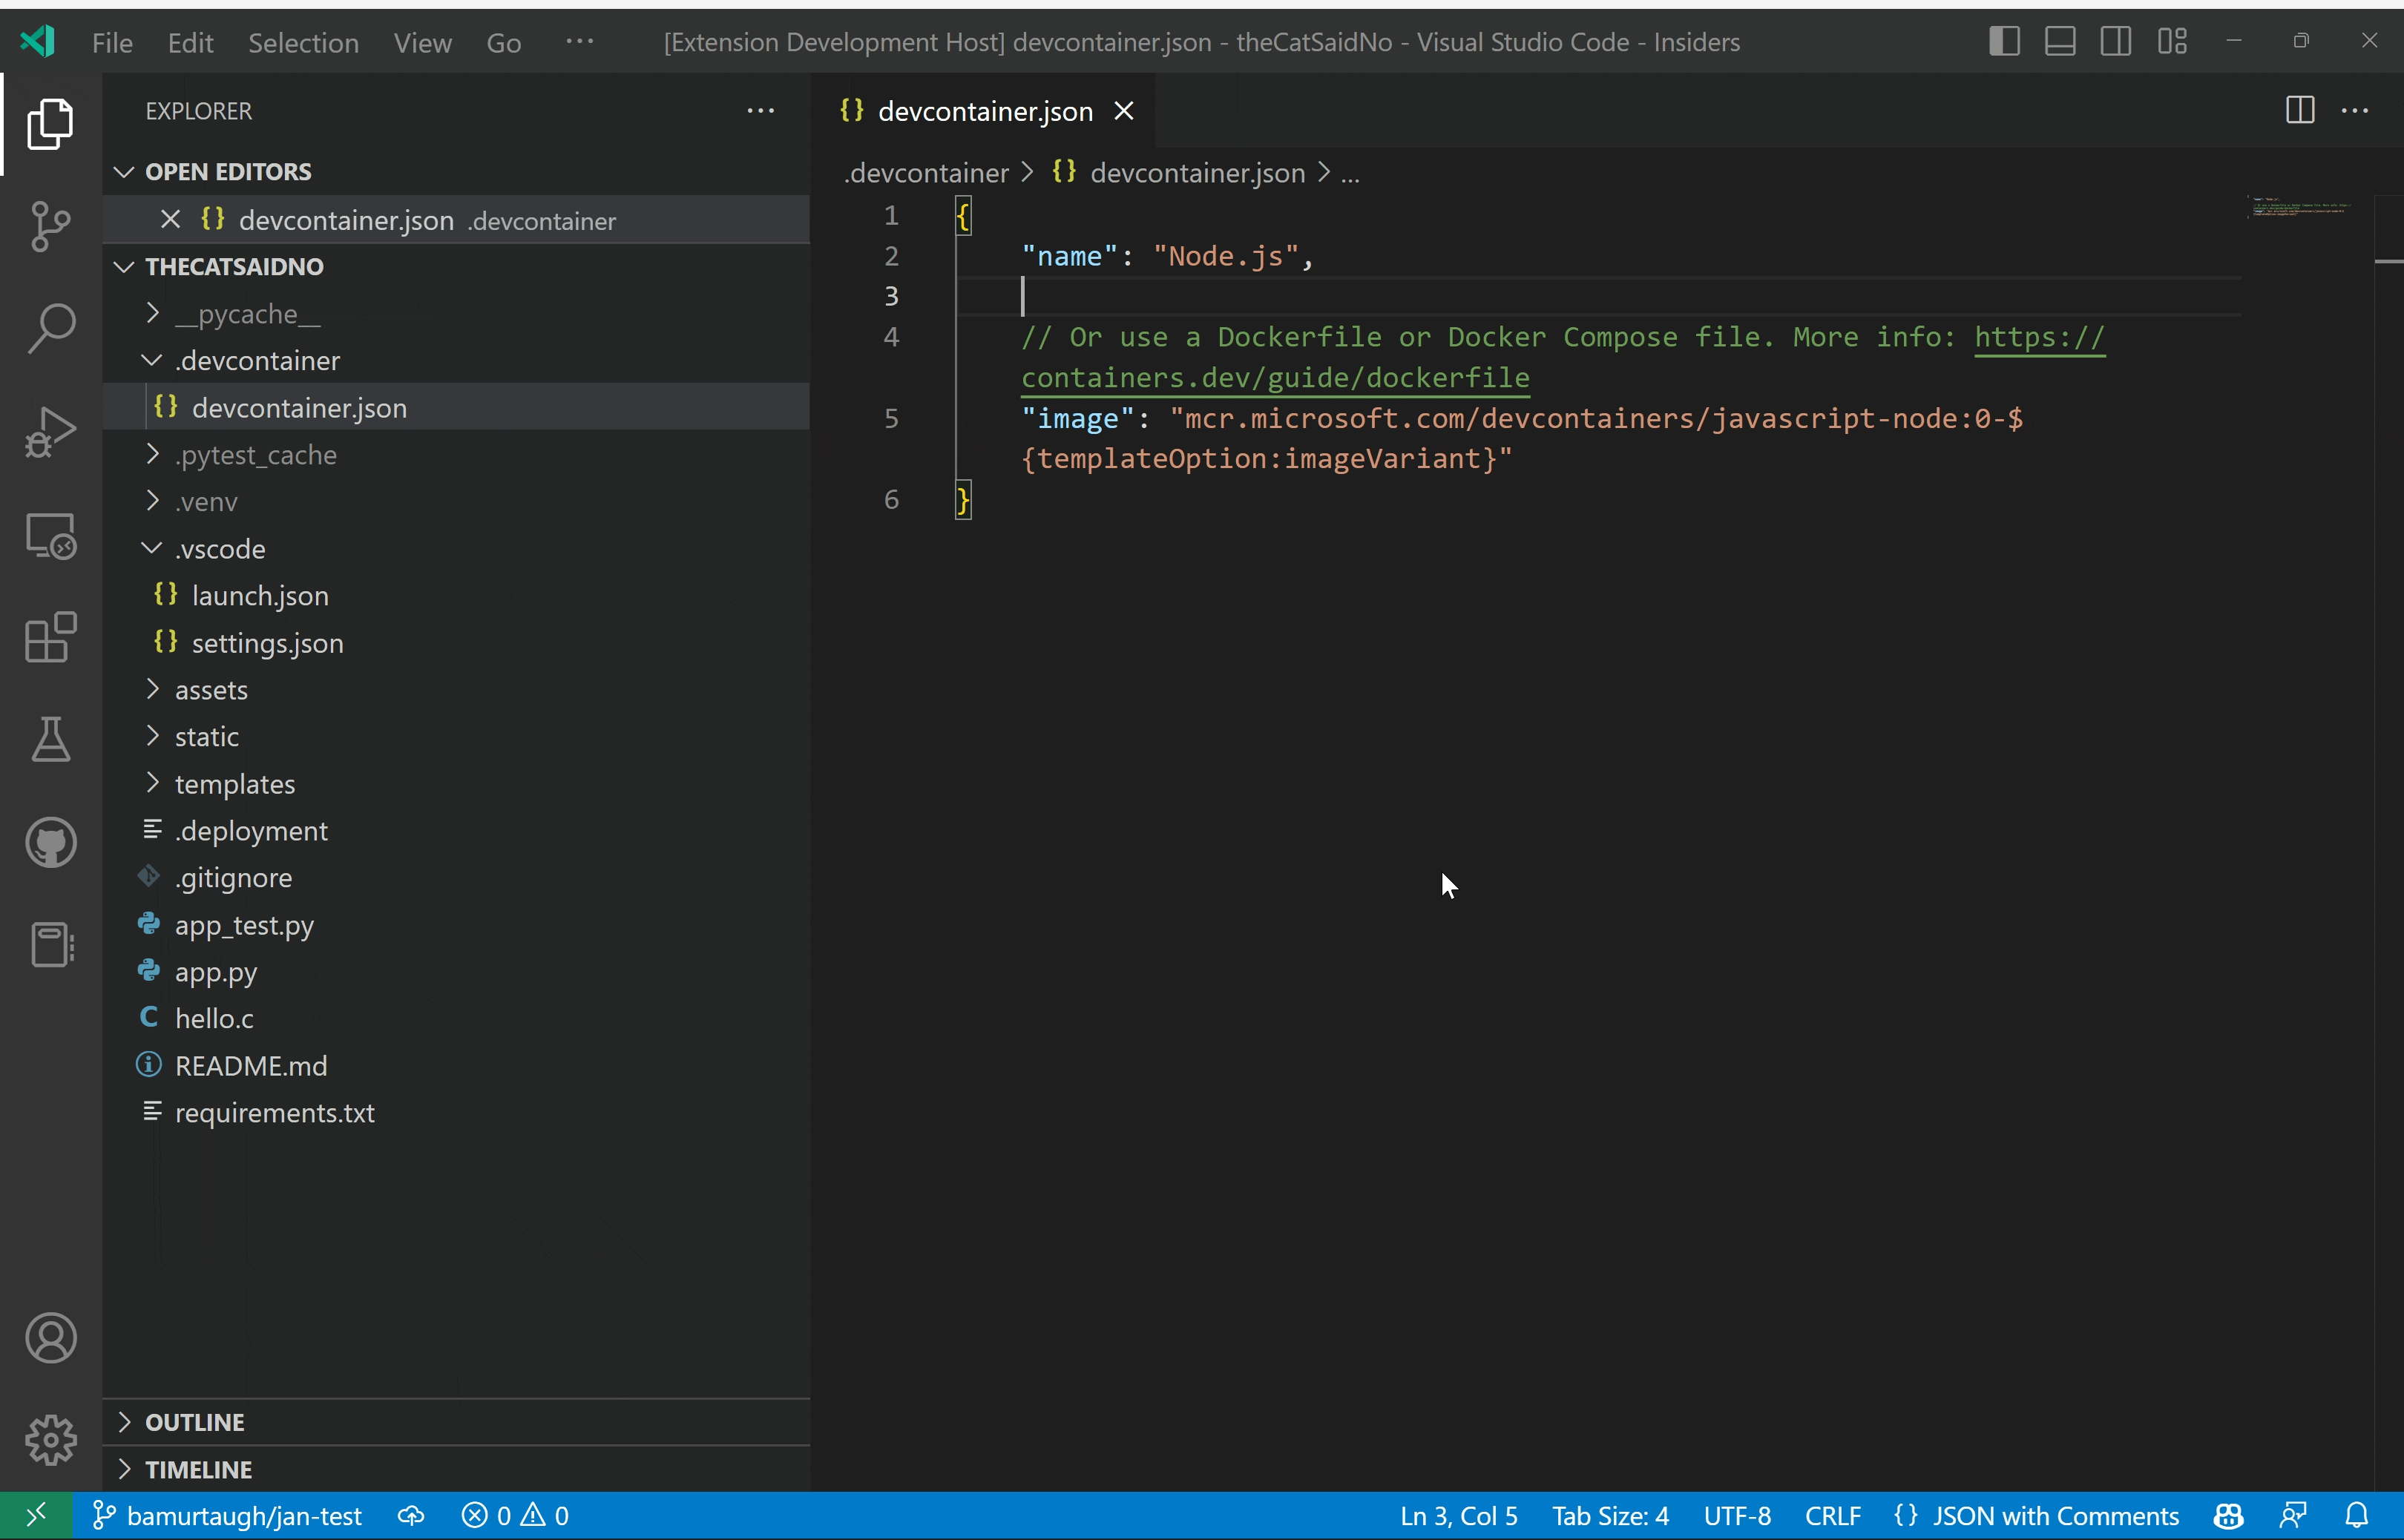 File Edit Selection View Go ... [Extension Development Host] devcontainer.json - theCatSaidNo - Visual Studio Code - Insiders
EXPLORER
OPEN EDITORS
devcontainer.json .devcontainer
THECATSAIDNO
__pycache__
.devcontainer
devcontainer.json
.pytest_cache
.venv
.vscode
launch.json
settings.json
assets
static
templates
.deployment
.gitignore
app_test.py
app.py
C hello.c
README.md
requirements.txt
OUTLINE
TIMELINE
{} devcontainer.json
.devcontainer > {} devcontainer.json > ...
1 {
2 "name": "Node.js",
3
4 // Or use a Dockerfile or Docker Compose file. More info: https://
containers.dev/guide/dockerfile
5 "image": "mcr.microsoft.com/devcontainers/javascript-node:0-$
{templateOption:imageVariant}"
6 }
bamurtaugh/jan-test 0 0 Ln 3, Col 5 Tab Size: 4 UTF-8 CRLF {} JSON with Comments